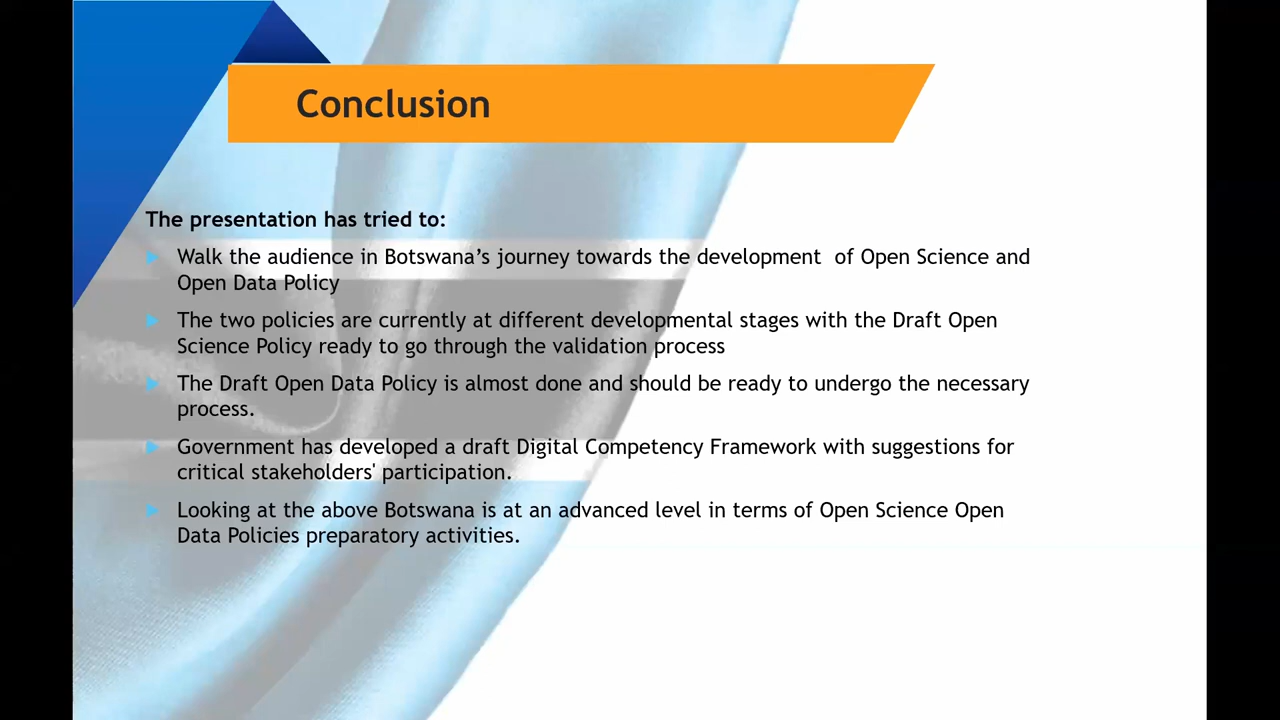 Conclusion
The presentation has tried to:
Walk the audience in Botswana’s journey towards the development  of Open Science and
Open Data Policy
The two policies are currently at different developmental stages with the Draft Open
Science Policy ready to go through the validation process
The Draft Open Data Policy is almost done and should be ready to undergo the necessary
process.
Government has developed a draft Digital Competency Framework with suggestions for
critical stakeholders' participation.
Looking at the above Botswana is at an advanced level in terms of Open Science Open
Data Policies preparatory activities.